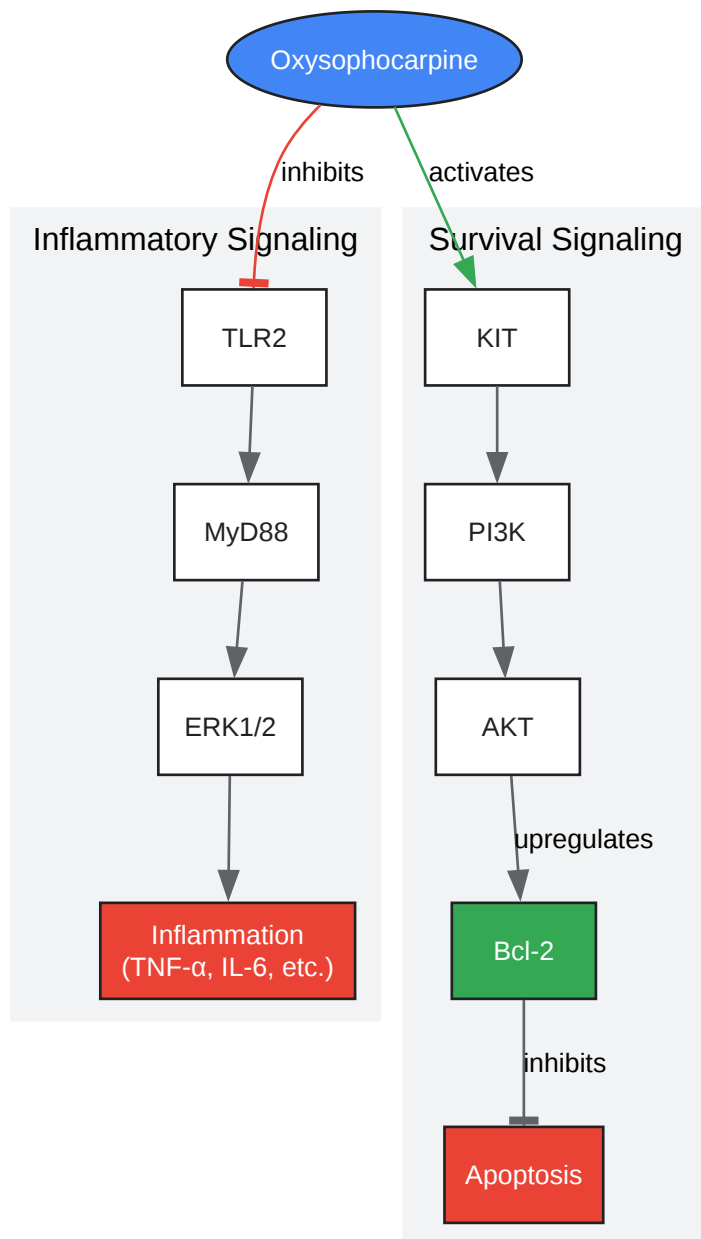 Oxysophocarpine
inhibits
activates
Inflammatory Signaling
Survival Signaling
TLR2
KIT
MyD88
PI3K
ERK1/2
AKT
upregulates
Inflammation
(TNF-α, IL-6, etc.)
Bcl-2
inhibits
Apoptosis